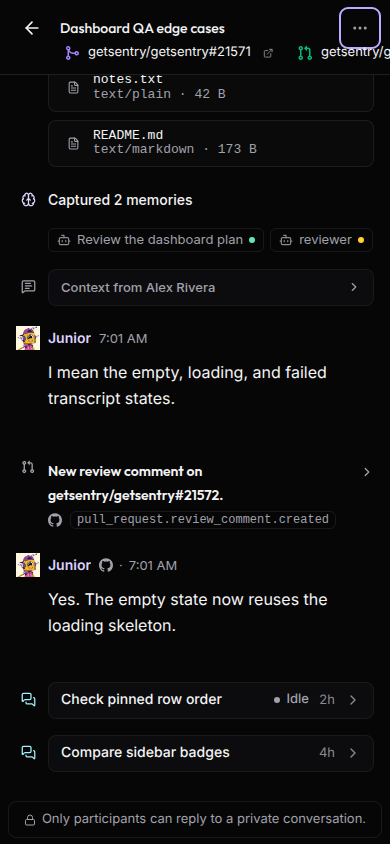 Dashboard QA edge cases
getsentry/getsentry#21571 getsentry/g
notes.txt
text/plain · 42 B
README.md
text/markdown · 173 B
Captured 2 memories
Review the dashboard plan reviewer
Context from Alex Rivera
Junior 7:01 AM
I mean the empty, loading, and failed
transcript states.
New review comment on
getsentry/getsentry#21572.
pull_request.review_comment.created
Junior · 7:01 AM
Yes. The empty state now reuses the
loading skeleton.
Check pinned row order Idle 2h
Compare sidebar badges 4h
Only participants can reply to a private conversation.